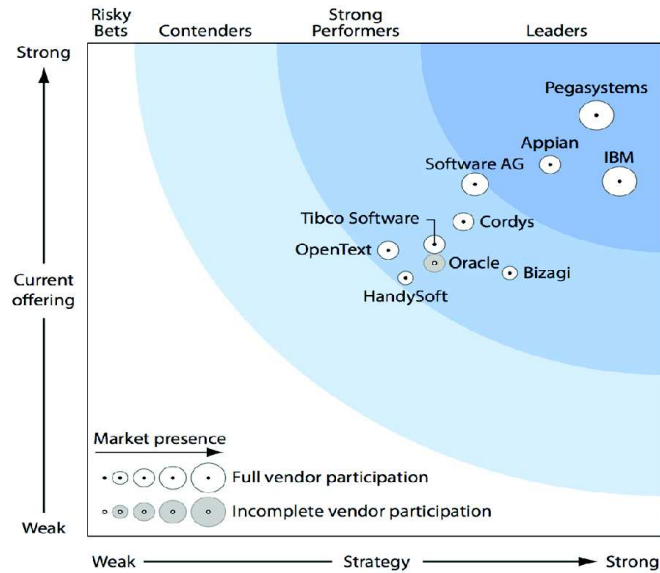 Risky
Bets
Contenders
Strong
Performers
Leaders
Strong
Pegasystems
Appian
IBM
Software AG
Tibco Software
Cordys
OpenText
Oracle
Bizagi
HandySoft
Current
offering
Market presence
Full vendor participation
Incomplete vendor participation
Weak
Weak
Strategy
Strong